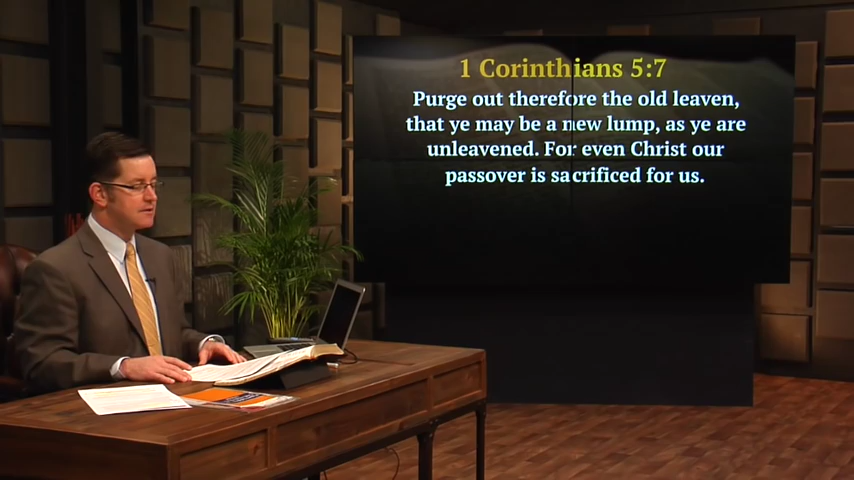 1 Corinthians 5:7
Purge out therefore the old leaven,
that ye may be a new lump, as ye are
unleavened. For even Christ our
passover is sacrificed for us.